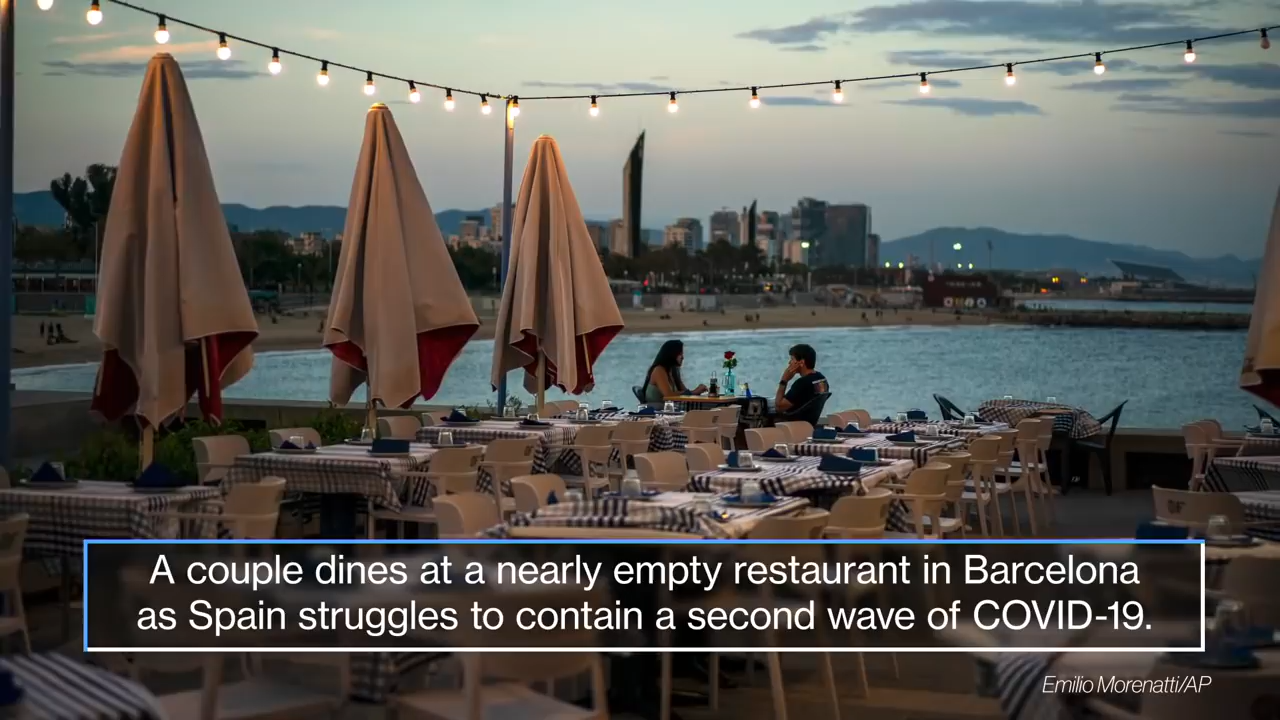 A couple dines at a nearly empty restaurant in Barcelona
as Spain struggles to contain a second wave of COVID-19.
Emilio Morenatti/AP